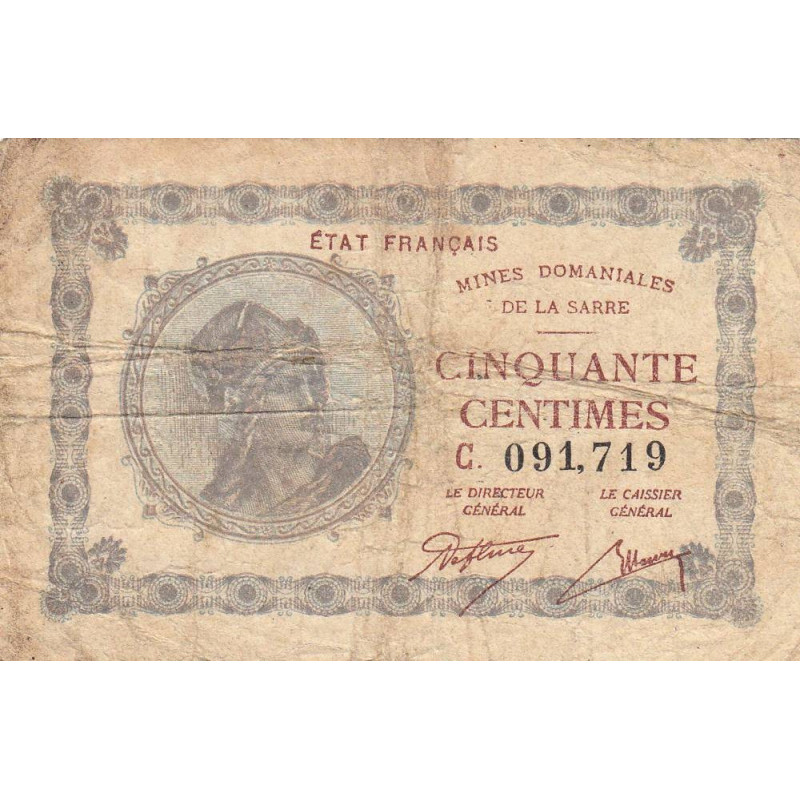 ÉTAT FRANÇAIS
MINES DOMANIALES
DE LA SARRE
CINQUANTE
CENTIMES
C. 091,719
LE DIRECTEUR
GÉNÉRAL
LE CAISSIER
GÉNÉRAL